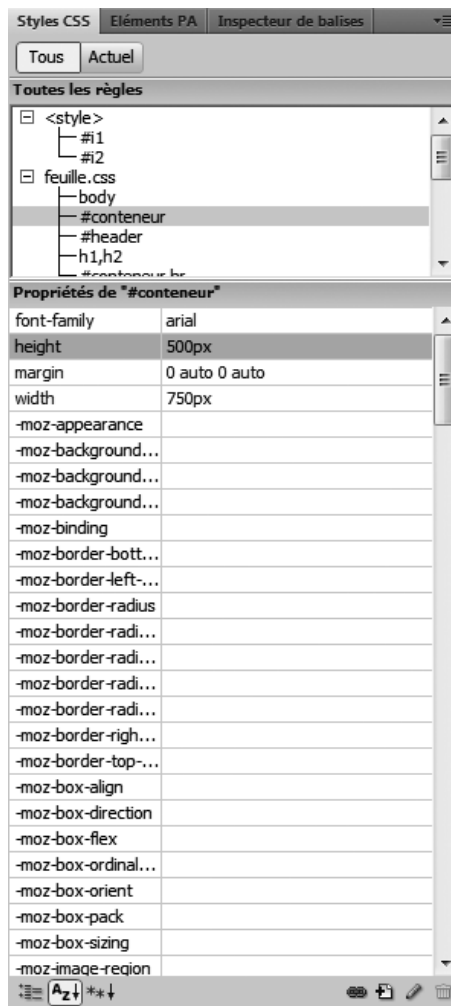 Styles CSS Eléments PA Inspecteur de balises
Tous Actuel
Toutes les règles
<style>
#i1
#i2
feuille.css
body
#conteneur
#header
h1,h2
#conteneur br
Propriétés de "#conteneur"
font-family arial
height 500px
margin 0 auto 0 auto
width 750px
-moz-appearance
-moz-background...
-moz-background...
-moz-background...
-moz-binding
-moz-border-bott...
-moz-border-left-...
-moz-border-radius
-moz-border-radi...
-moz-border-radi...
-moz-border-radi...
-moz-border-radi...
-moz-border-righ...
-moz-border-top-...
-moz-box-align
-moz-box-direction
-moz-box-flex
-moz-box-ordinal...
-moz-box-orient
-moz-box-pack
-moz-box-sizing
-moz-image-region
Az↓ **↓